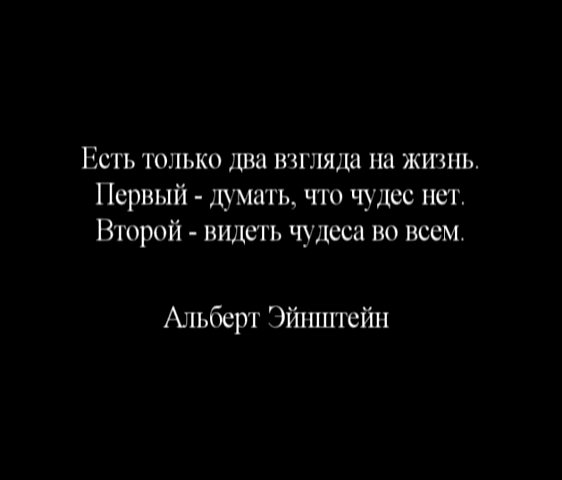 Есть только два взгляда на жизнь.
Первый - думать, что чудес нет.
Второй - видеть чудеса во всем.
Альберт Эйнштейн